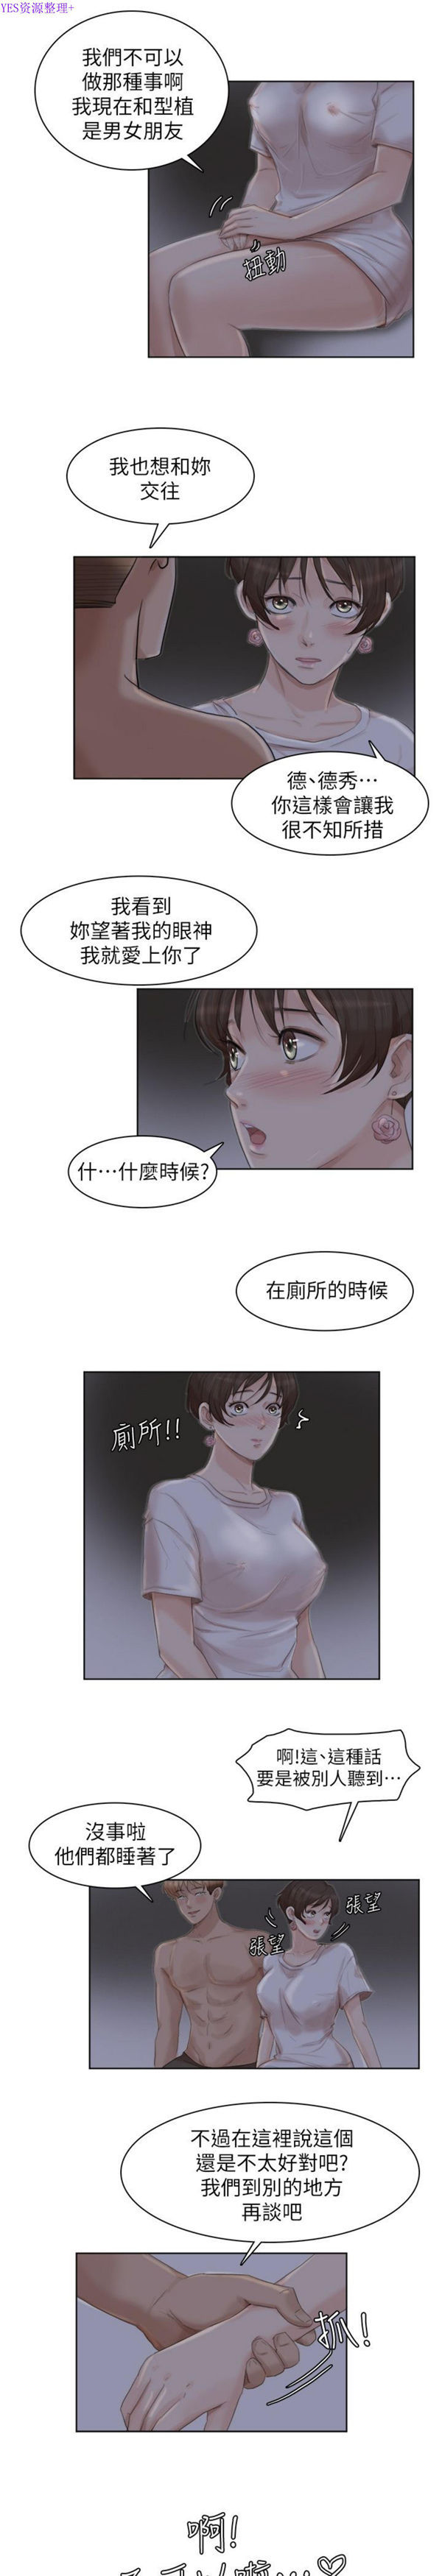 YES资源整理+
我們不可以
做那種事啊
我現在和型植
是男女朋友
扭動
我也想和妳
交往
德、德秀…
你這樣會讓我
很不知所措
我看到
妳望著我的眼神
我就愛上你了
什…什麼時候?
在廁所的時候
廁所!!
啊!這、這種話
要是被別人聽到…
沒事啦
他們都睡著了
張望
張望
不過在這裡說這個
還是不太好對吧?
我們到別的地方
再談吧
抓!
啊!